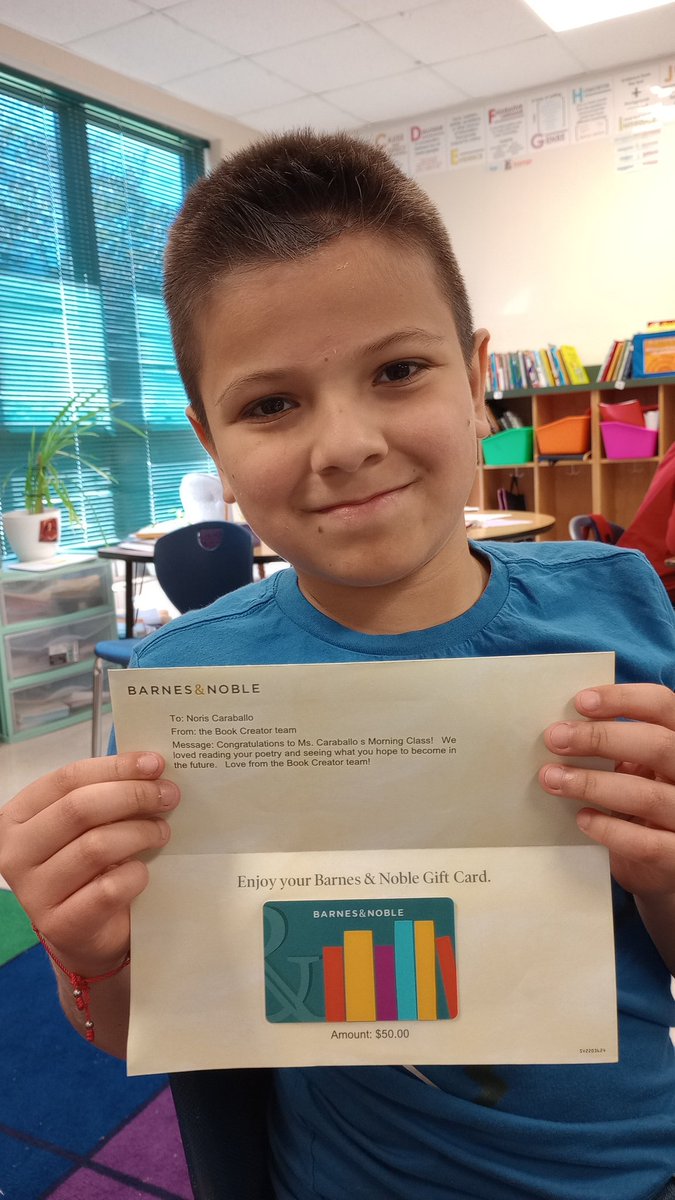 BARNES&NOBLE
To: Noris Caraballo
From: the Book Creator team
Message: Congratulations to Ms. Caraballo s Morning Class! We
loved reading your poetry and seeing what you hope to become in
the future. Love from the Book Creator team!
Enjoy your Barnes & Noble Gift Card.
BARNES&NOBLE
&
Amount: $50.00